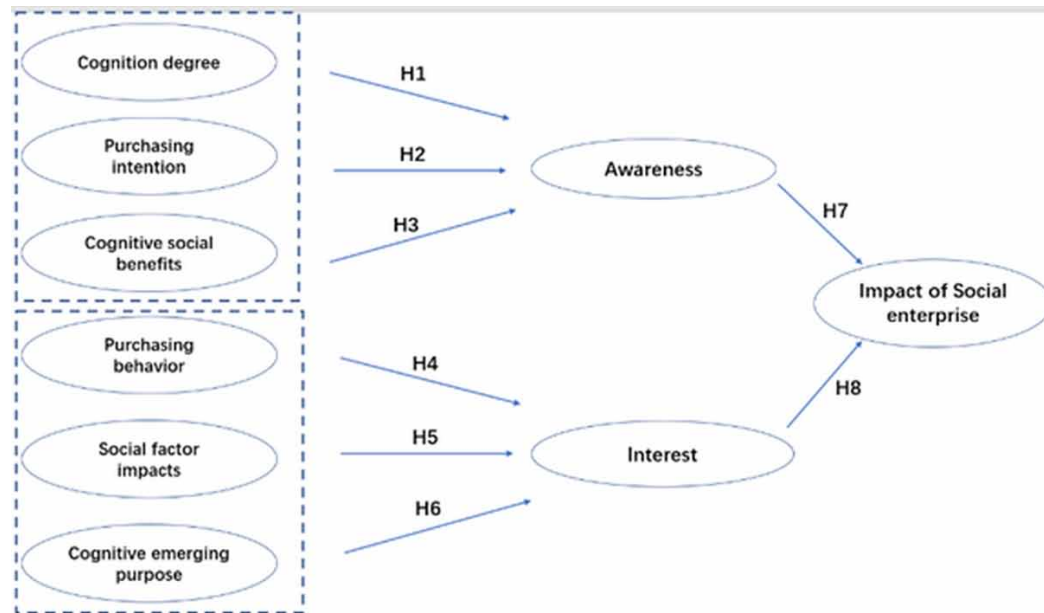 Cognition degree
H1
Purchasing
intention
H2
Awareness
Cognitive social
benefits
H3
H7
Impact of Social
enterprise
Purchasing
behavior
H4
H8
Social factor
impacts
H5
Interest
H6
Cognitive emerging
purpose